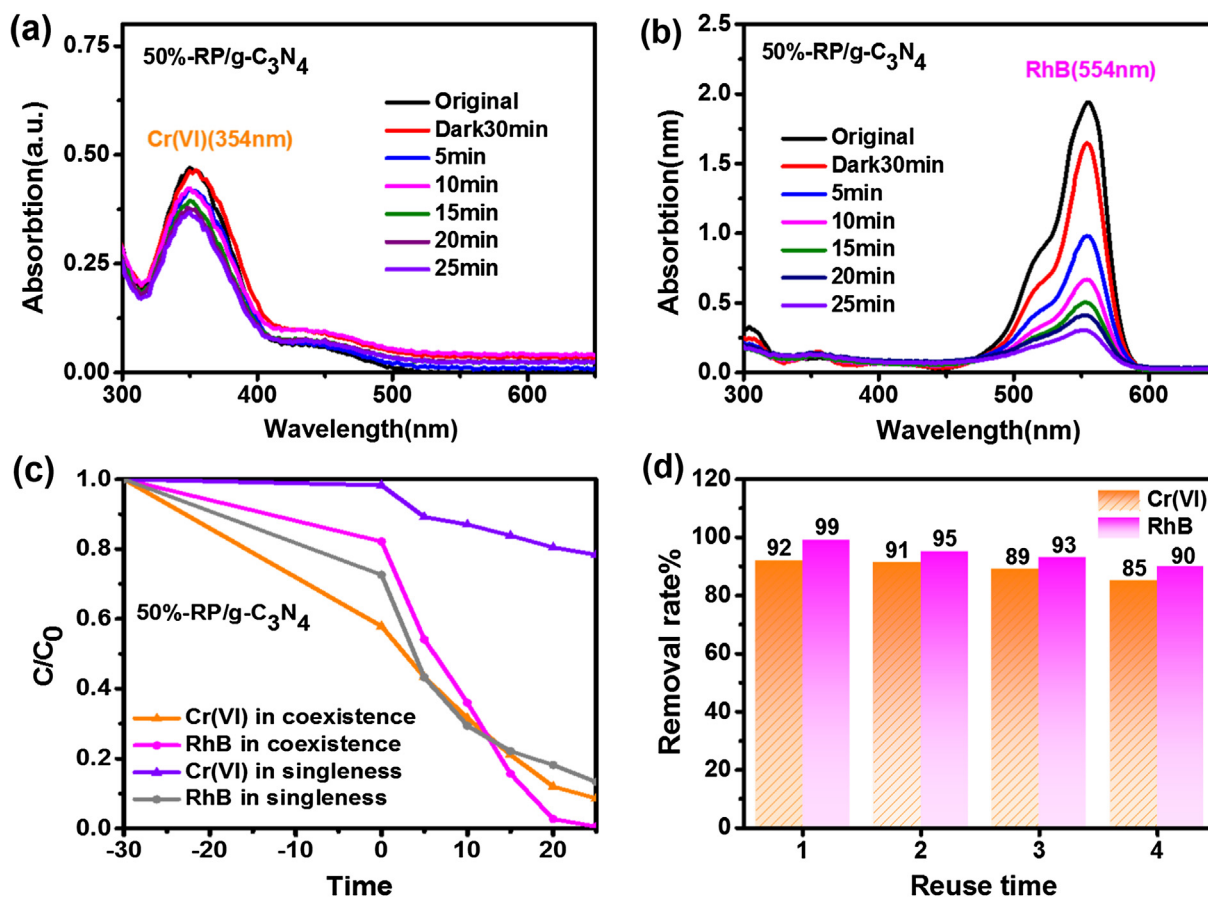 (a)
50%-RP/g-C3N4
Cr(VI)(354nm)
Original
Dark30min
5min
10min
15min
20min
25min
Absorbtion(a.u.)
0.75
0.50
0.25
0.00
300
400
500
600
Wavelength(nm)
(b)
50%-RP/g-C3N4
RhB(554nm)
Original
Dark30min
5min
10min
15min
20min
25min
Absorbtion(nm)
2.5
2.0
1.5
1.0
0.5
0.0
300
400
500
600
Wavelength(nm)
(c)
50%-RP/g-C3N4
Cr(VI) in coexistence
RhB in coexistence
Cr(VI) in singleness
RhB in singleness
C/C0
1.0
0.8
0.6
0.4
0.2
0.0
-30
-20
-10
0
10
20
Time
(d)
Cr(VI)
RhB
92
99
91
95
89
93
85
90
Removal rate%
120
100
80
60
40
20
0
1
2
3
4
Reuse time